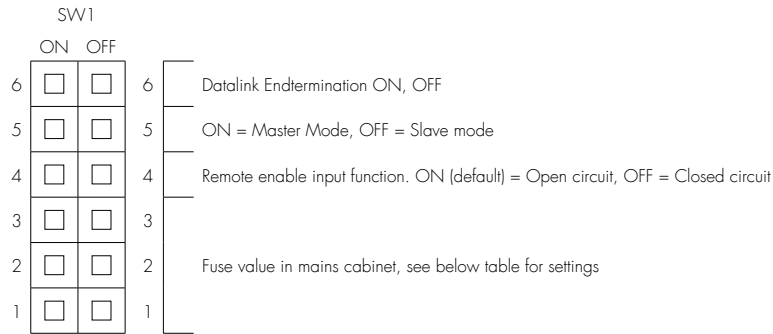 SW1
ON OFF
6 6 Datalink Endtermination ON, OFF
5 5 ON = Master Mode, OFF = Slave mode
4 4 Remote enable input function. ON (default) = Open circuit, OFF = Closed circuit
3 3
2 2 Fuse value in mains cabinet, see below table for settings
1 1